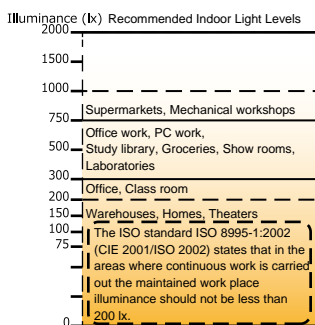 Illuminance (lx) Recommended Indoor Light Levels
2000
1500
1000
Supermarkets, Mechanical workshops
750
Office work, PC work,
500
Study library, Groceries, Show rooms,
Laboratories
300
Office, Class room
200
150
Warehouses, Homes, Theaters
100
75
The ISO standard ISO 8995-1:2002
(CIE 2001/ISO 2002) states that in the
areas where continuous work is carried
out the maintained work place
illuminance should not be less than
200 lx.
0